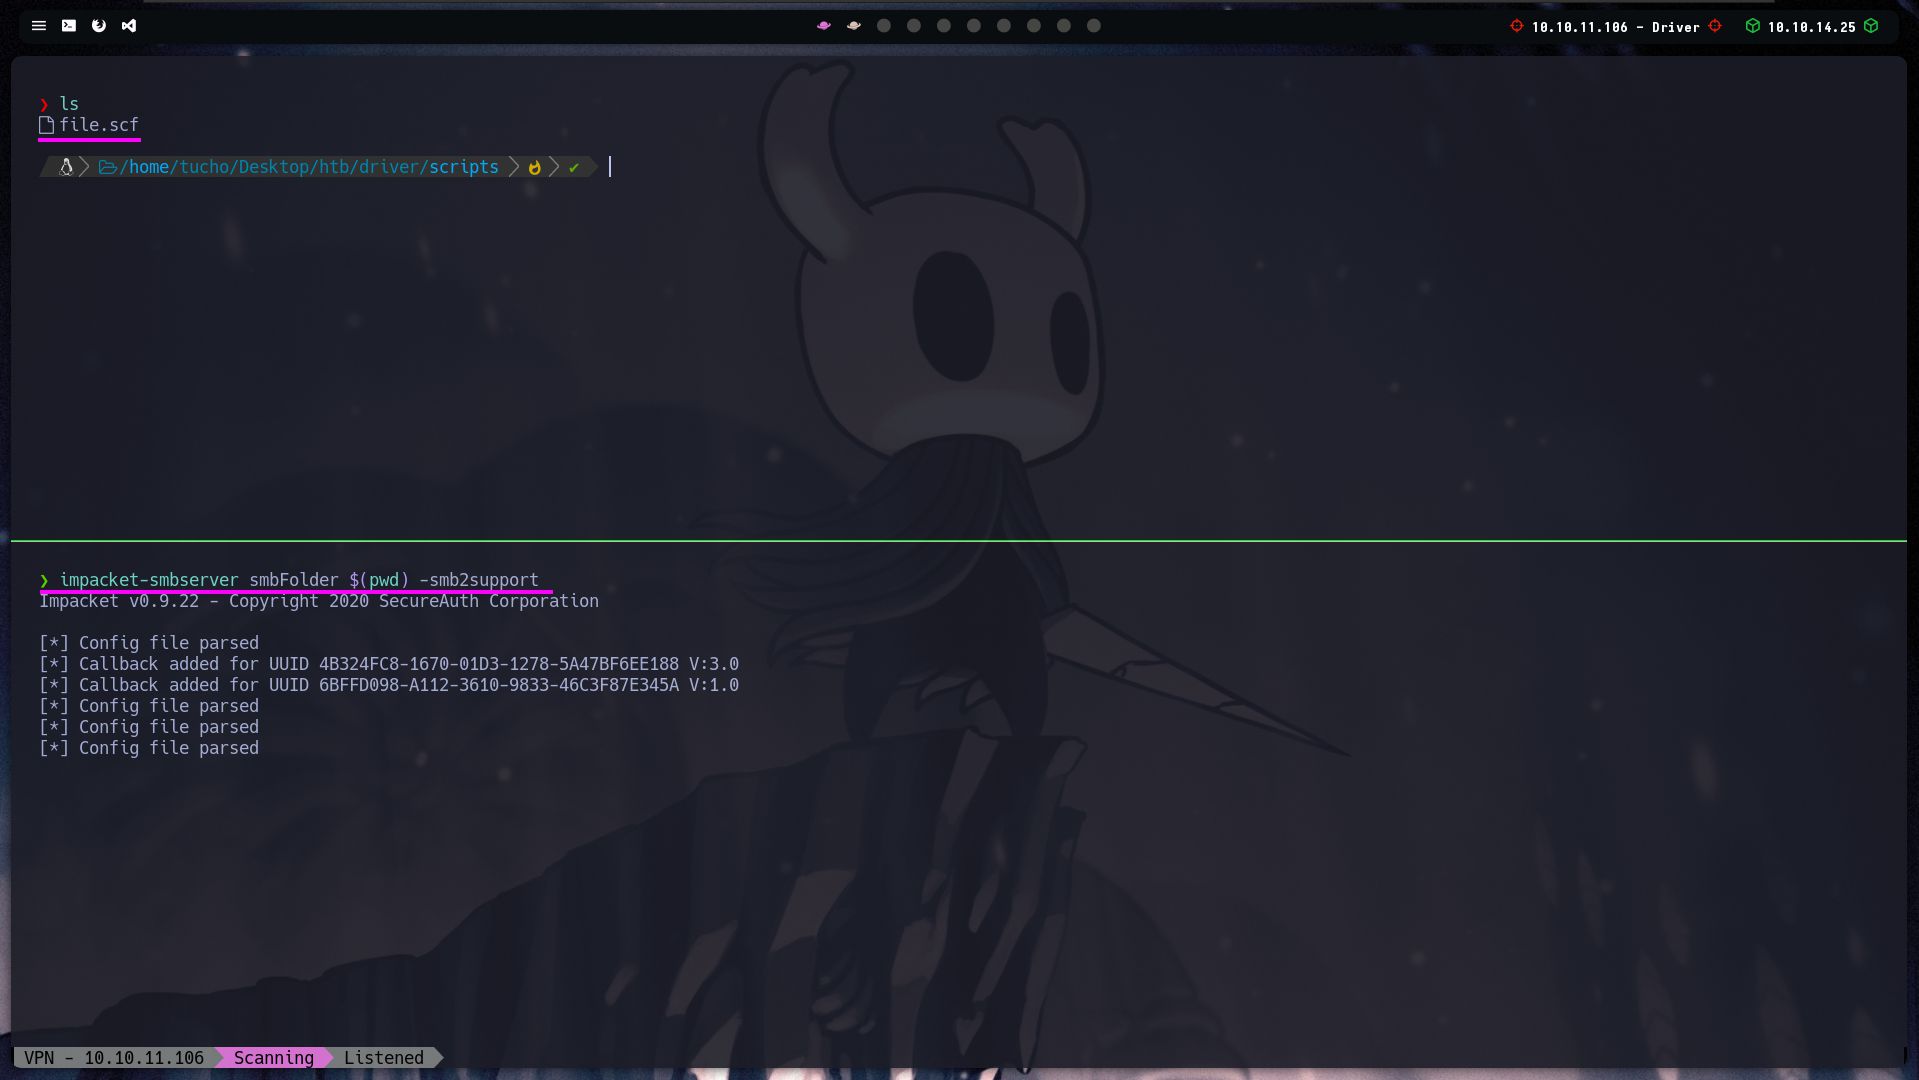 10.10.11.106 - Driver 10.10.14.25
❯ ls
file.scf
/home/tucho/Desktop/htb/driver/scripts ✔
❯ impacket-smbserver smbFolder $(pwd) -smb2support
Impacket v0.9.22 - Copyright 2020 SecureAuth Corporation
[*] Config file parsed
[*] Callback added for UUID 4B324FC8-1670-01D3-1278-5A47BF6EE188 V:3.0
[*] Callback added for UUID 6BFFD098-A112-3610-9833-46C3F87E345A V:1.0
[*] Config file parsed
[*] Config file parsed
[*] Config file parsed
VPN - 10.10.11.106 Scanning Listened